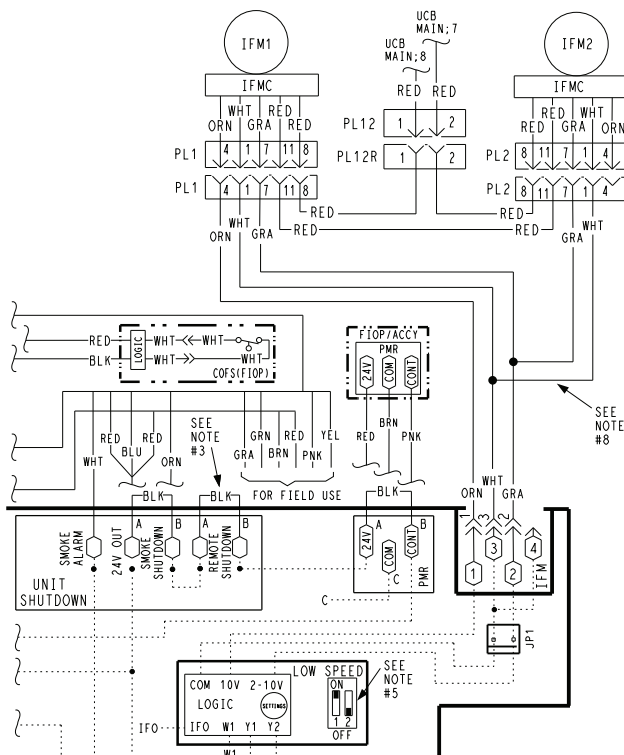 IFM1
UCB
MAIN;7
UCB
MAIN;8
IFM2
IFMC
IFMC
RED RED
WHT RED
ORN GRA RED
RED WHT
RED GRA ORN
PL12 1 2
PL1 4 1 7 11 8
PL12R 1 2
PL2 8 11 7 1 4
PL1 4 1 7 11 8
PL2 8 11 7 1 4
RED RED
RED RED
ORN WHT GRA
GRA WHT
FIOP/ACCY
PMR
24V COM CONT
RED LOGIC WHT WHT
BLK WHT WHT
COFS(FIOP)
SEE
NOTE
#8
SEE
NOTE
#3
RED BLU RED
WHT ORN
GRN RED YEL
GRA BRN PNK
RED BRN PNK
FOR FIELD USE
BLK BLK BLK
ORN WHT GRA
1 3 2
A B A B
SMOKE
ALARM
24V OUT
SMOKE
SHUTDOWN
REMOTE
SHUTDOWN
UNIT
SHUTDOWN
A B
24V COM CONT
C
PMR
C
1 3 2 4
IFM
JP1
LOW SPEED
SEE
NOTE
#5
COM 10V 2-10V
ON
LOGIC SETTINGS
1 2
OFF
IFO IFO W1 Y1 Y2
W1